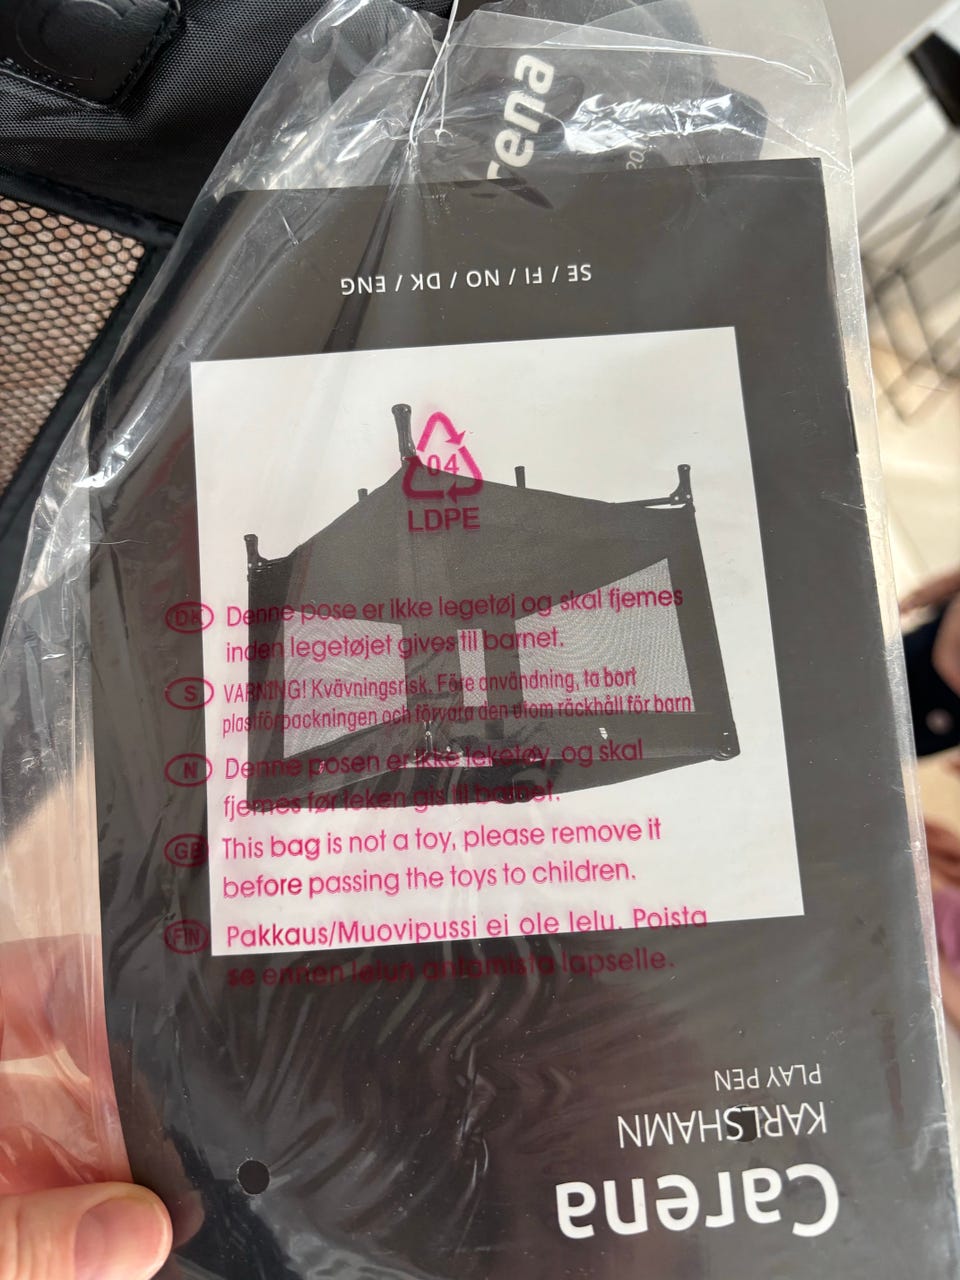 Carena
KARLSHAMN
PLAY PEN
SE / FI / NO / DK / ENG
04
LDPE
DK Denne pose er ikke legetøj og skal fjernes
inden legetøjet gives til barnet.
S VARNING! Kvävningsrisk. Före användning, ta bort
plastförpackningen och förvara den utom räckhåll för barn
N Denne posen er ikke leketøy, og skal
fjernes før leken gis til barnet.
GB This bag is not a toy, please remove it
before passing the toys to children.
FIN Pakkaus/Muovipussi ei ole lelu. Poista
se ennen lelun antamista lapselle.
rena